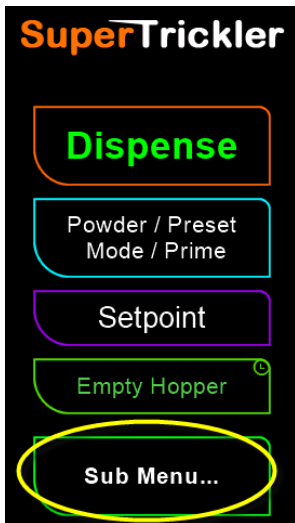 SuperTrickler
Dispense
Powder / Preset
Mode / Prime
Setpoint
Empty Hopper
Sub Menu...